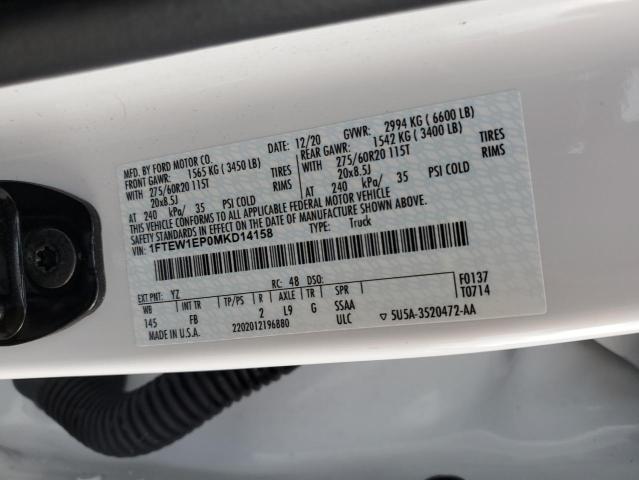 MFD. BY FORD MOTOR CO. DATE: 12/20 GVWR: 2994 KG ( 6600 LB)
FRONT GAWR: 1565 KG ( 3450 LB) REAR GAWR: 1542 KG ( 3400 LB)
WITH 275/60R20 115T TIRES WITH 275/60R20 115T TIRES
20x8.5J RIMS 20x8.5J RIMS
AT 240 kPa/ 35 PSI COLD AT 240 kPa/ 35 PSI COLD
THIS VEHICLE CONFORMS TO ALL APPLICABLE FEDERAL MOTOR VEHICLE
SAFETY STANDARDS IN EFFECT ON THE DATE OF MANUFACTURE SHOWN ABOVE.
VIN: 1FTEW1EP0MKD14158 TYPE: Truck
EXT PNT: YZ RC: 48 DSO: F0137
WB INT TR TP/PS R AXLE TR SPR T0714
145 FB 2 L9 G SSAA
MADE IN U.S.A. 2202012196880 ULC ▽ 5U5A-3520472-AA